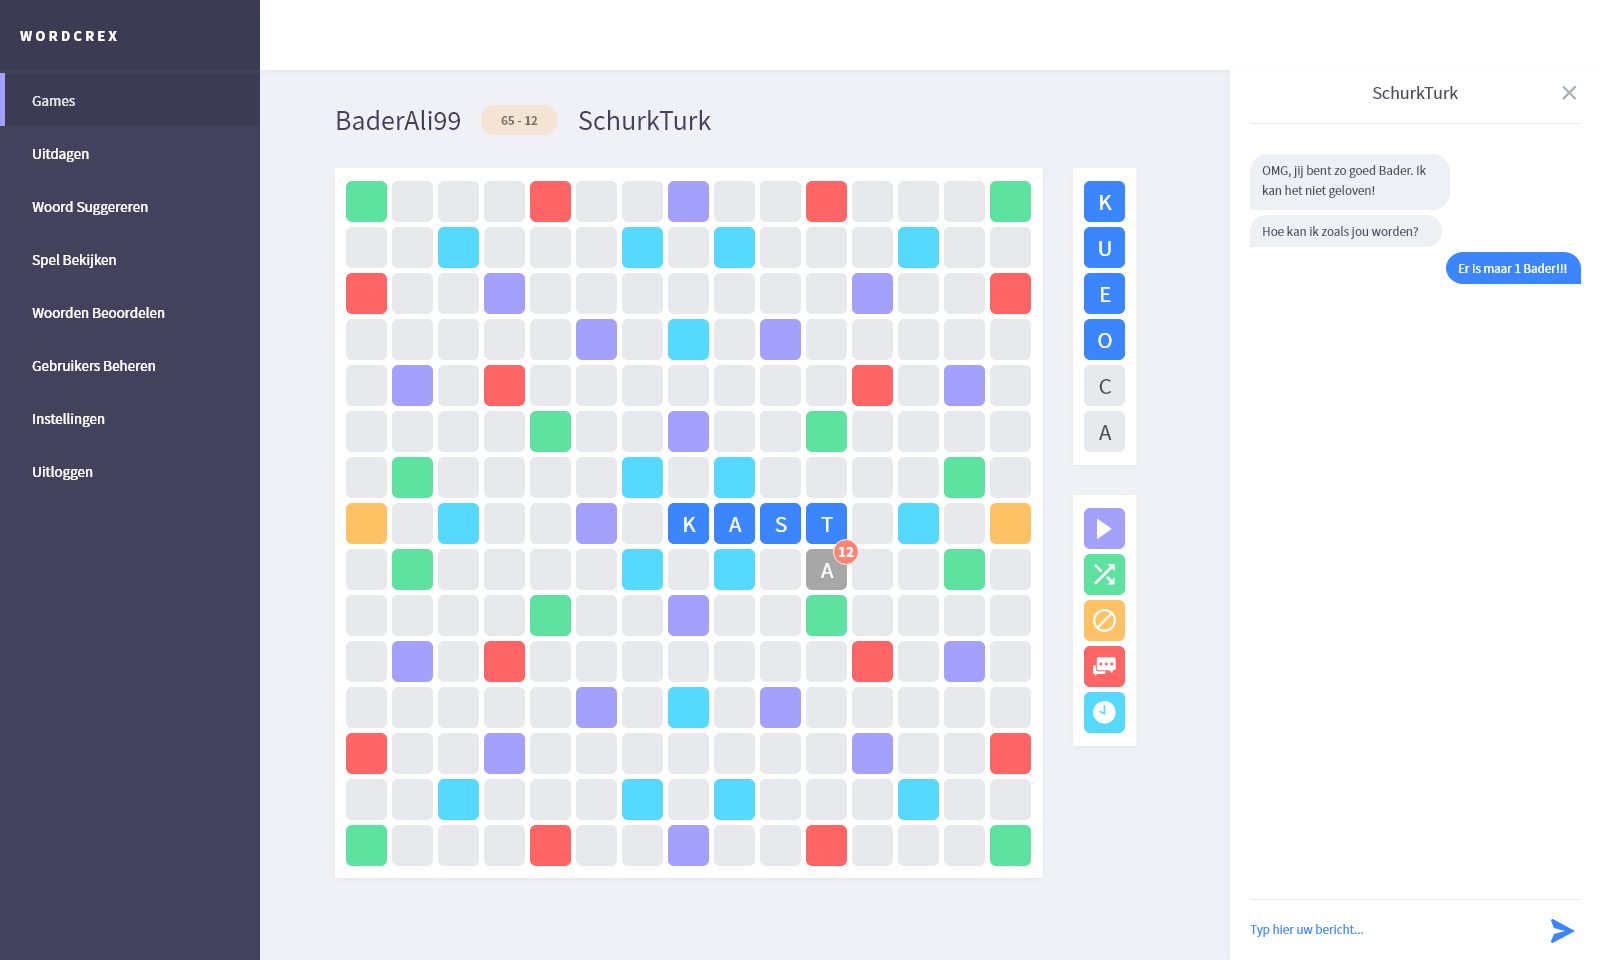 WORDCREX
Games
Uitdagen
Woord Suggereren
Spel Bekijken
Woorden Beoordelen
Gebruikers Beheren
Instellingen
Uitloggen
BaderAli99
65 - 12
SchurkTurk
K A S T
12
A
K
U
E
O
C
A
SchurkTurk
OMG, jij bent zo goed Bader. Ik
kan het niet geloven!
Hoe kan ik zoals jou worden?
Er is maar 1 Bader!!!
Typ hier uw bericht...